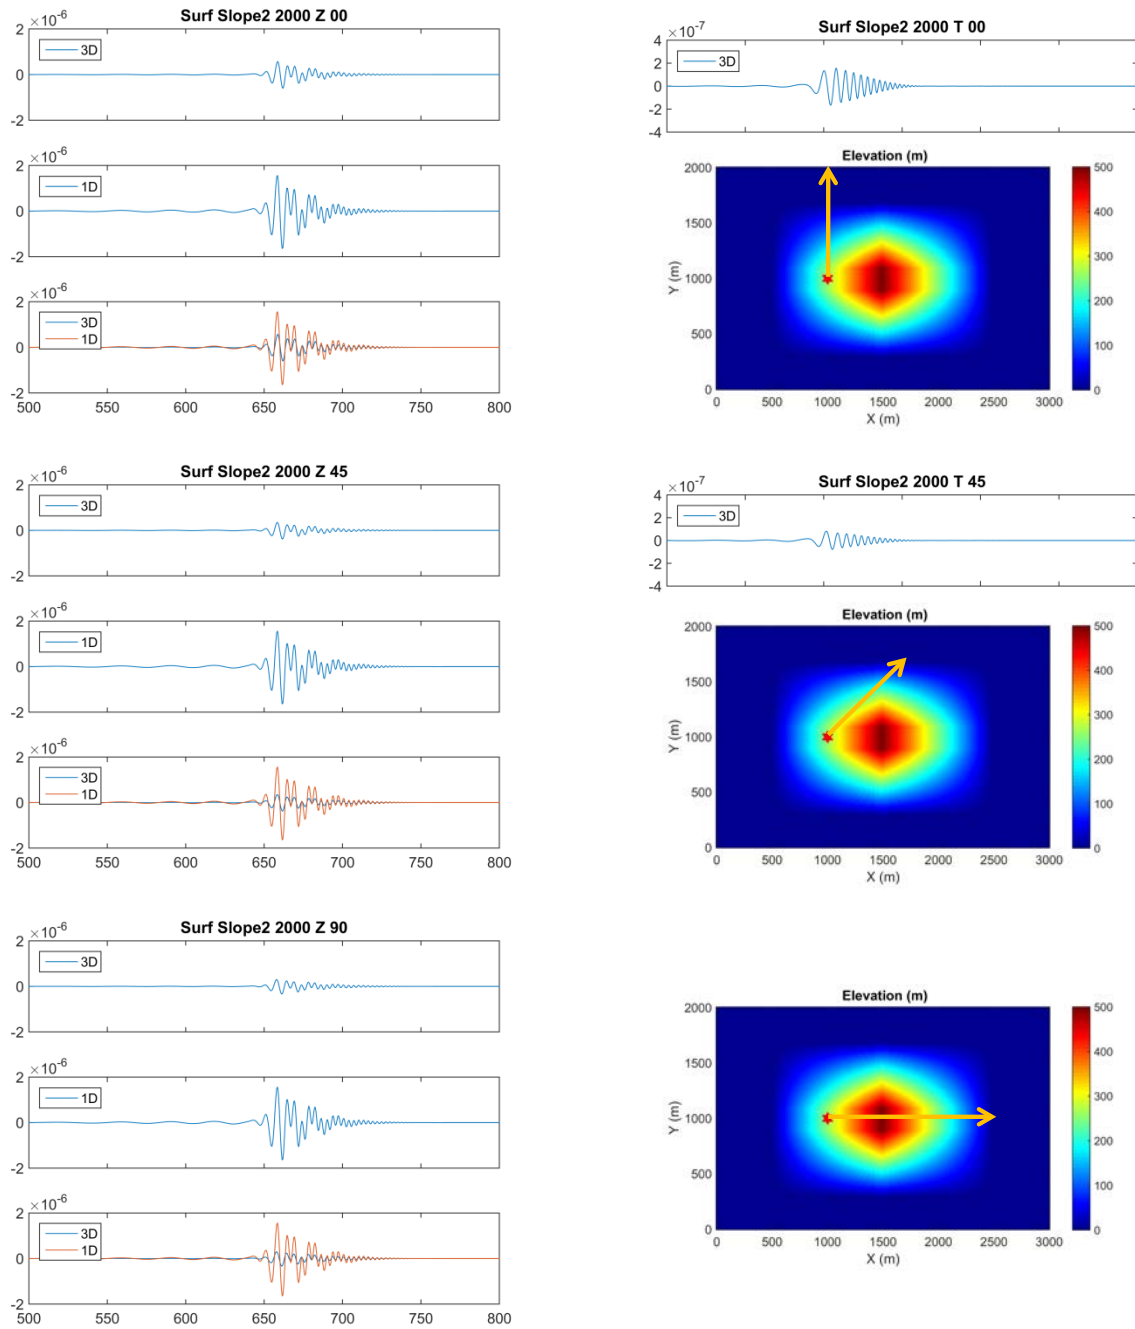 Surf Slope2 2000 Z 00
×10-6
2
3D
0
-2
×10-6
2
1D
0
-2
×10-6
2
3D
1D
0
-2
500 550 600 650 700 750 800
Surf Slope2 2000 T 00
×10-7
4
3D
2
0
-2
-4
Elevation (m)
2000
1500
1000
500
0
Y (m)
0 500 1000 1500 2000 2500 3000
X (m)
500
400
300
200
100
0
Surf Slope2 2000 Z 45
×10-6
2
3D
0
-2
×10-6
2
1D
0
-2
×10-6
2
3D
1D
0
-2
500 550 600 650 700 750 800
Surf Slope2 2000 T 45
×10-7
4
3D
2
0
-2
-4
Elevation (m)
2000
1500
1000
500
0
Y (m)
0 500 1000 1500 2000 2500 3000
X (m)
500
400
300
200
100
0
Surf Slope2 2000 Z 90
×10-6
2
3D
0
-2
×10-6
2
1D
0
-2
×10-6
2
3D
1D
0
-2
500 550 600 650 700 750 800
Elevation (m)
2000
1500
1000
500
0
Y (m)
0 500 1000 1500 2000 2500 3000
X (m)
500
400
300
200
100
0